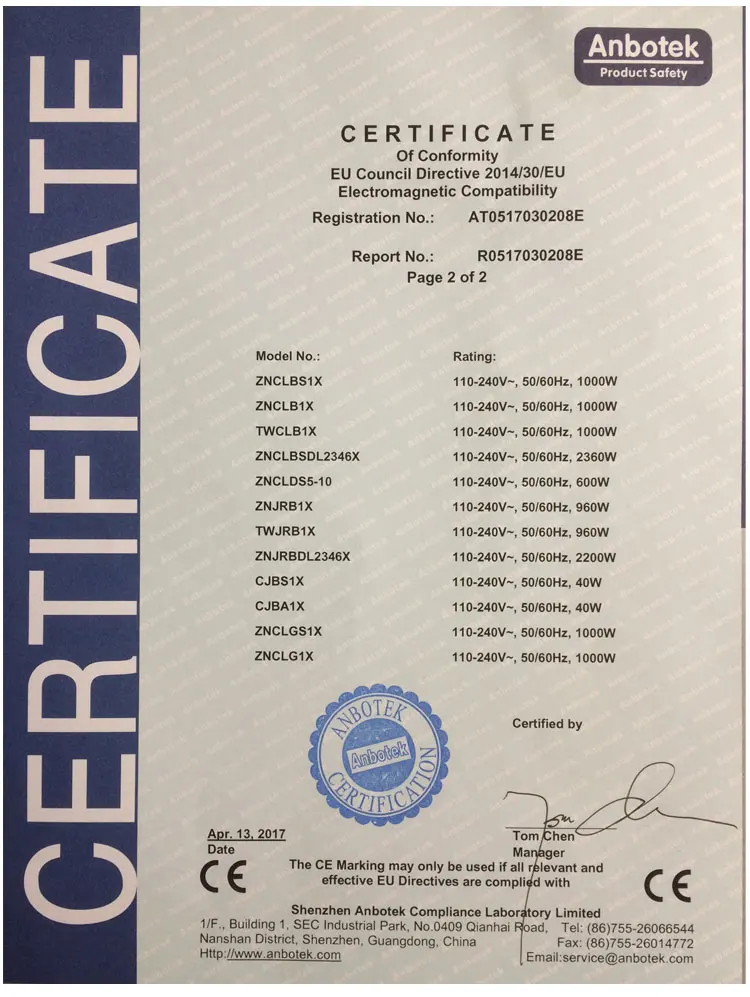 CERTIFICATE
Anbotek
Product Safety
CERTIFICATE
Of Conformity
EU Council Directive 2014/30/EU
Electromagnetic Compatibility
Registration No.: AT0517030208E
Report No.: R0517030208E
Page 2 of 2
Model No.: Rating:
ZNCLBS1X 110-240V~, 50/60Hz, 1000W
ZNCLB1X 110-240V~, 50/60Hz, 1000W
TWCLB1X 110-240V~, 50/60Hz, 1000W
ZNCLBSDL2346X 110-240V~, 50/60Hz, 2360W
ZNCLDS5-10 110-240V~, 50/60Hz, 600W
ZNJRB1X 110-240V~, 50/60Hz, 960W
TWJRB1X 110-240V~, 50/60Hz, 960W
ZNJRBDL2346X 110-240V~, 50/60Hz, 2200W
CJBS1X 110-240V~, 50/60Hz, 40W
CJBA1X 110-240V~, 50/60Hz, 40W
ZNCLGS1X 110-240V~, 50/60Hz, 1000W
ZNCLG1X 110-240V~, 50/60Hz, 1000W
ANBOTEK
Anbotek
CERTIFICATION
Certified by
Apr. 13, 2017
Date
Tom Chen
Manager
CE
The CE Marking may only be used if all relevant and
effective EU Directives are complied with
CE
Shenzhen Anbotek Compliance Laboratory Limited
1/F., Building 1, SEC Industrial Park, No.0409 Qianhai Road, Tel: (86)755-26066544
Nanshan District, Shenzhen, Guangdong, China Fax: (86)755-26014772
Http://www.anbotek.com Email:service@anbotek.com